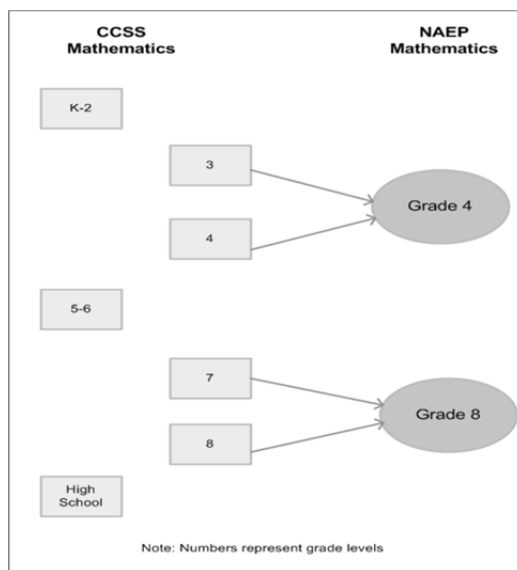 CCSS
Mathematics
NAEP
Mathematics
K-2
3
4
Grade 4
5-6
7
8
Grade 8
High
School
Note: Numbers represent grade levels